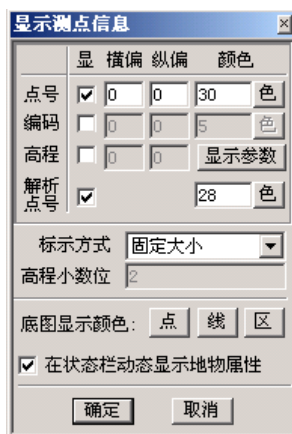 显示测点信息
显 横偏 纵偏 颜色
点号 0 0 30 色
编码 0 0 5 色
高程 0 0 显示参数
解析点号 28 色
标示方式 固定大小
高程小数位 2
底图显示颜色: 点 线 区
在状态栏动态显示地物属性
确定 取消